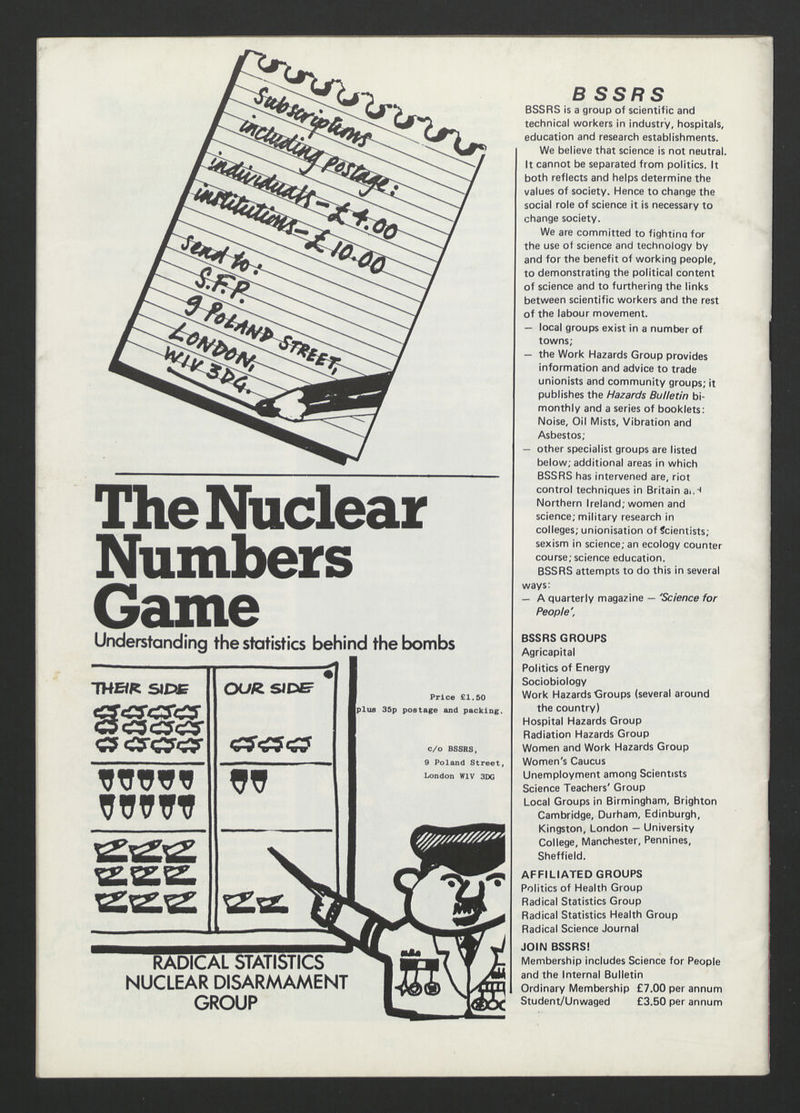 Subscriptions
including postage:
individuals - £4.00
institutions - £10.00
Send to:
S.F.P.
9 POLAND STREET,
LONDON,
W1V 3DG.
The Nuclear
Numbers
Game
Understanding the statistics behind the bombs
THEIR SIDE
OUR SIDE
Price £1.50
plus 35p postage and packing.
c/o BSSRS,
9 Poland Street,
London W1V 3DG
RADICAL STATISTICS
NUCLEAR DISARMAMENT
GROUP
BSSRS
BSSRS is a group of scientific and
technical workers in industry, hospitals,
education and research establishments.
We believe that science is not neutral.
It cannot be separated from politics. It
both reflects and helps determine the
values of society. Hence to change the
social role of science it is necessary to
change society.
We are committed to fighting for
the use of science and technology by
and for the benefit of working people,
to demonstrating the political content
of science and to furthering the links
between scientific workers and the rest
of the labour movement.
— local groups exist in a number of
towns;
— the Work Hazards Group provides
information and advice to trade
unionists and community groups; it
publishes the Hazards Bulletin bi-
monthly and a series of booklets:
Noise, Oil Mists, Vibration and
Asbestos;
— other specialist groups are listed
below; additional areas in which
BSSRS has intervened are, riot
control techniques in Britain and
Northern Ireland; women and
science; military research in
colleges; unionisation of Scientists;
sexism in science; an ecology counter
course; science education.
BSSRS attempts to do this in several
ways:
— A quarterly magazine — 'Science for
People',
BSSRS GROUPS
Agricapital
Politics of Energy
Sociobiology
Work Hazards Groups (several around
the country)
Hospital Hazards Group
Radiation Hazards Group
Women and Work Hazards Group
Women's Caucus
Unemployment among Scientists
Science Teachers' Group
Local Groups in Birmingham, Brighton
Cambridge, Durham, Edinburgh,
Kingston, London — University
College, Manchester, Pennines,
Sheffield.
AFFILIATED GROUPS
Politics of Health Group
Radical Statistics Group
Radical Statistics Health Group
Radical Science Journal
JOIN BSSRS!
Membership includes Science for People
and the Internal Bulletin
Ordinary Membership £7.00 per annum
Student/Unwaged £3.50 per annum